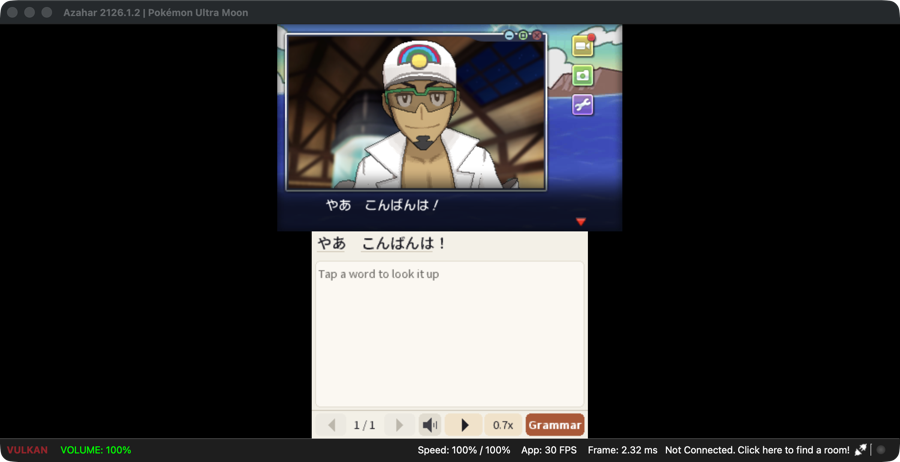 Azahar 2126.1.2 | Pokémon Ultra Moon
やあ　こんばんは！
やあ　こんばんは！
Tap a word to look it up
1 / 1
0.7x
Grammar
VULKAN VOLUME: 100% Speed: 100% / 100% App: 30 FPS Frame: 2.32 ms Not Connected. Click here to find a room!